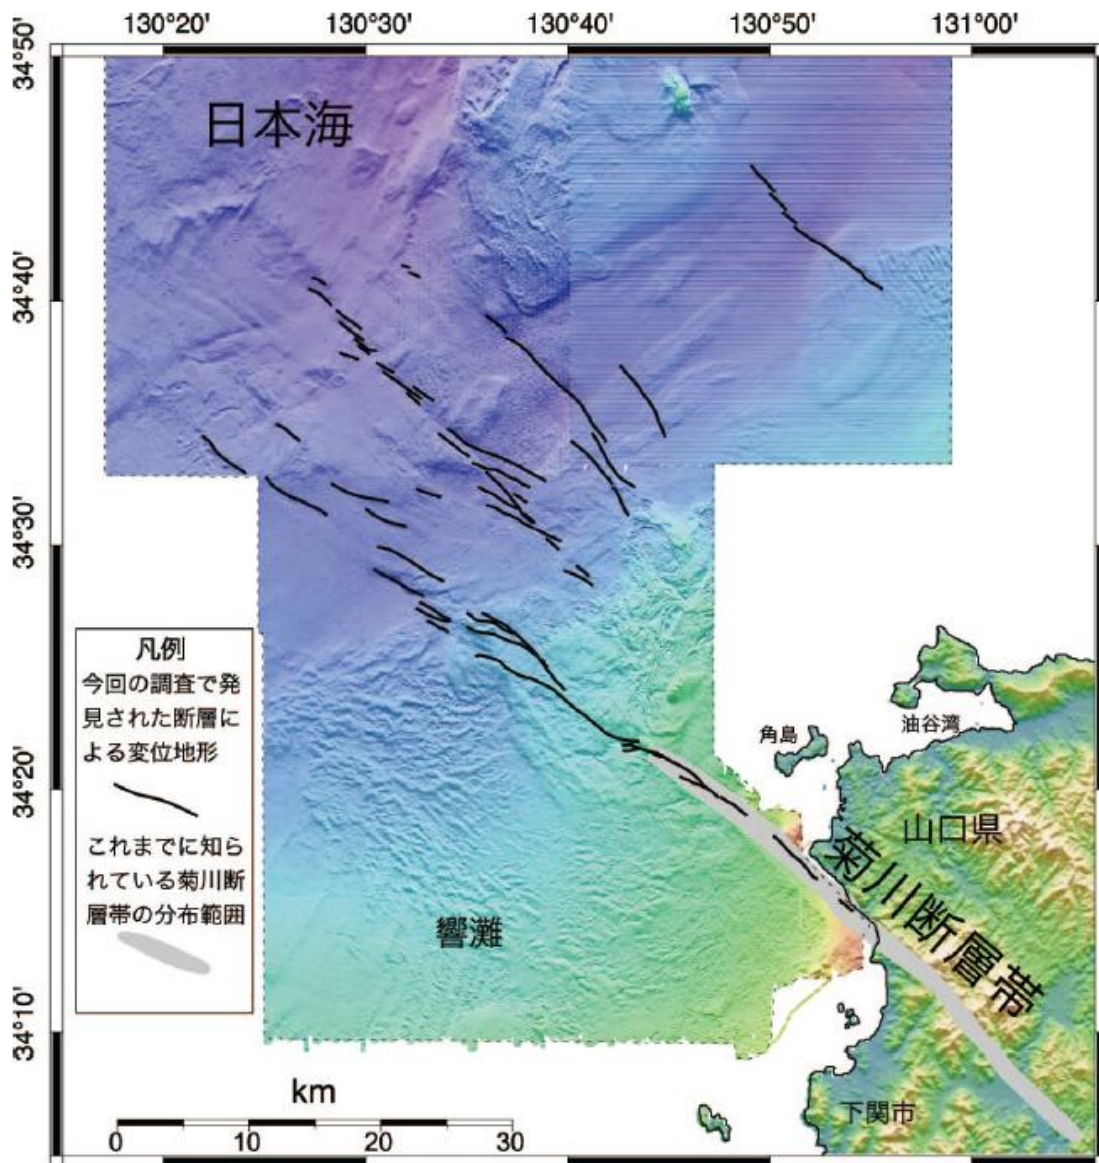 130°20' 130°30' 130°40' 130°50' 131°00'
34°50'
日本海
34°40'
34°30'
凡例
今回の調査で発
見された断層に
よる変位地形
これまでに知ら
れている菊川断
層帯の分布範囲
油谷湾
角島
34°20'
山口県
菊川断層帯
響灘
34°10'
km
下関市
0 10 20 30